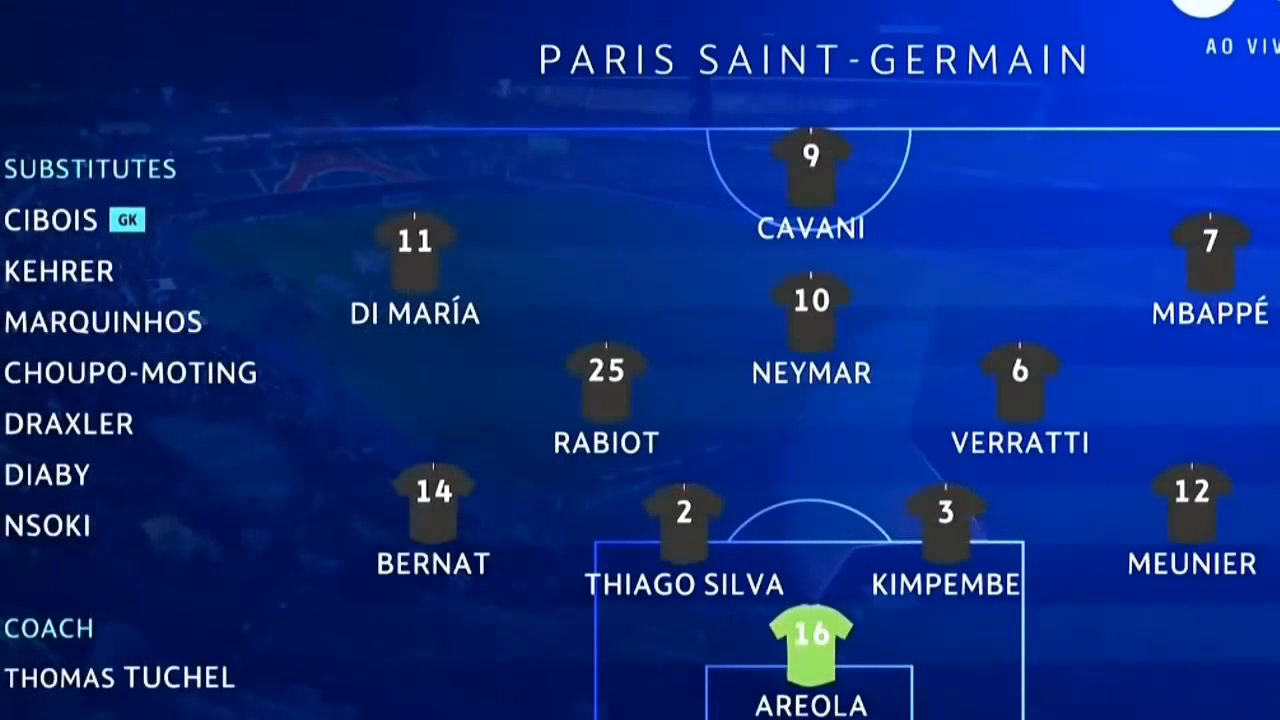 PARIS SAINT-GERMAIN
AO VIV
SUBSTITUTES
CIBOIS GK
KEHRER
MARQUINHOS
CHOUPO-MOTING
DRAXLER
DIABY
NSOKI
COACH
THOMAS TUCHEL
9
CAVANI
11
DI MARÍA
7
MBAPPÉ
10
NEYMAR
25
RABIOT
6
VERRATTI
14
BERNAT
2
THIAGO SILVA
3
KIMPEMBE
12
MEUNIER
16
AREOLA